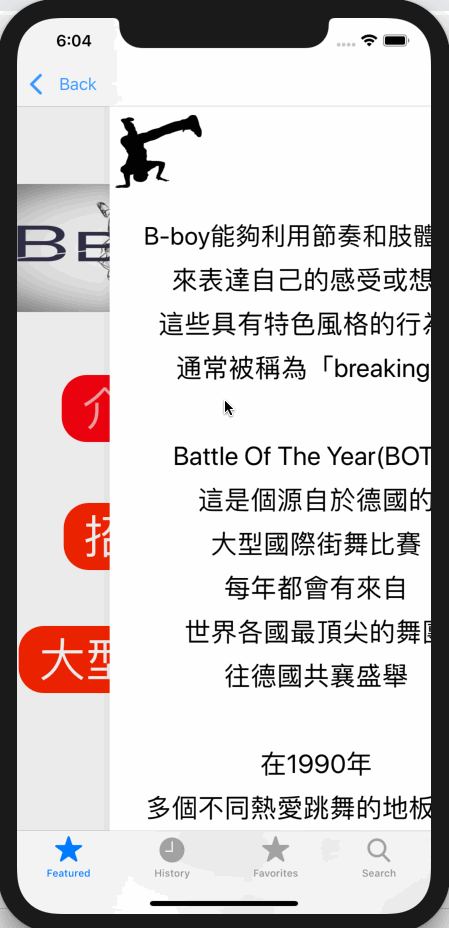 6:04
Back
B-boy能夠利用節奏和肢體
來表達自己的感受或想
這些具有特色風格的行為
通常被稱為「breaking
Battle Of The Year(BOT
這是個源自於德國的
大型國際街舞比賽
每年都會有來自
世界各國最頂尖的舞團
往德國共襄盛舉
在1990年
多個不同熱愛跳舞的地板
介
招
大型
Featured
History
Favorites
Search